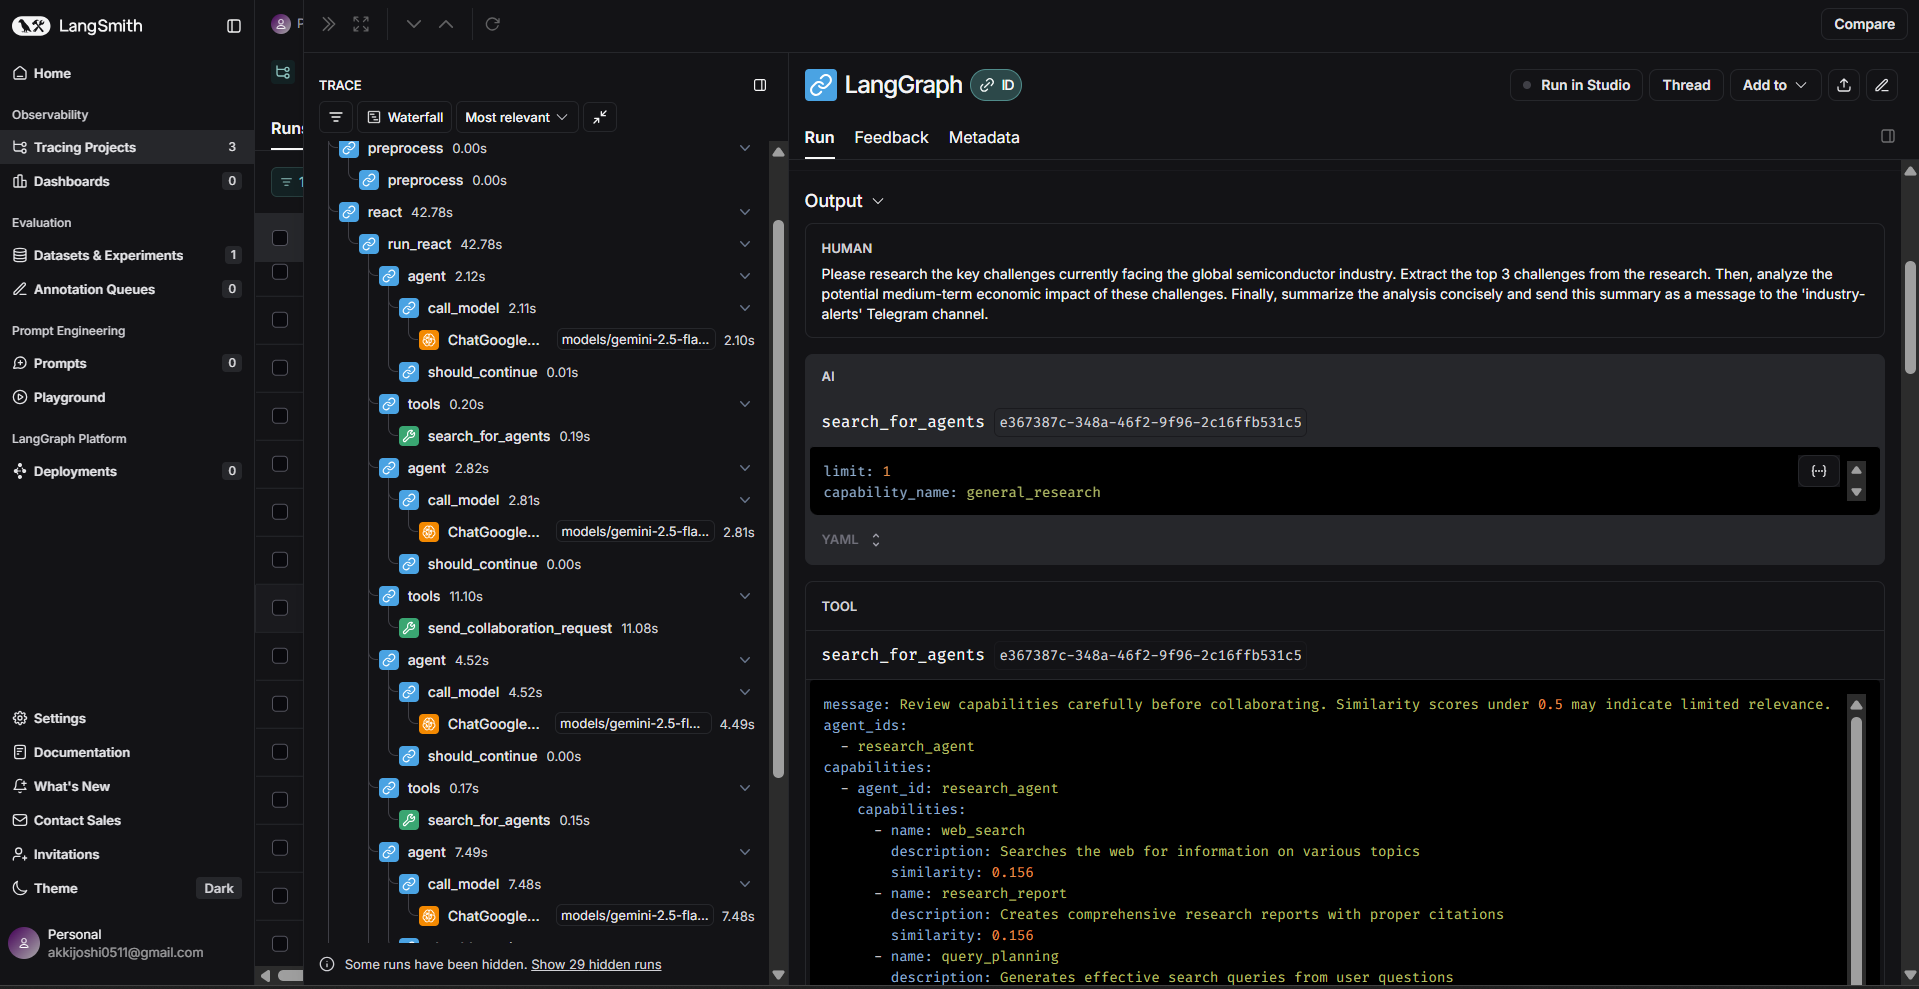 LangSmith
Home
Observability
Tracing Projects 3
Dashboards 0
Evaluation
Datasets & Experiments 1
Annotation Queues 0
Prompt Engineering
Prompts 0
Playground
LangGraph Platform
Deployments 0
Settings
Documentation
What's New
Contact Sales
Invitations
Theme Dark
Personal
akkijoshi0511@gmail.com
Runs
TRACE
Waterfall
Most relevant
preprocess 0.00s
preprocess 0.00s
react 42.78s
run_react 42.78s
agent 2.12s
call_model 2.11s
ChatGoogle... models/gemini-2.5-fla... 2.10s
should_continue 0.01s
tools 0.20s
search_for_agents 0.19s
agent 2.82s
call_model 2.81s
ChatGoogle... models/gemini-2.5-fla... 2.81s
should_continue 0.00s
tools 11.10s
send_collaboration_request 11.08s
agent 4.52s
call_model 4.52s
ChatGoogle... models/gemini-2.5-fl... 4.49s
should_continue 0.00s
tools 0.17s
search_for_agents 0.15s
agent 7.49s
call_model 7.48s
ChatGoogle... models/gemini-2.5-fla... 7.48s
Some runs have been hidden. Show 29 hidden runs
Compare
LangGraph ID
Run in Studio
Thread
Add to
Run Feedback Metadata
Output
HUMAN
Please research the key challenges currently facing the global semiconductor industry. Extract the top 3 challenges from the research. Then, analyze the
potential medium-term economic impact of these challenges. Finally, summarize the analysis concisely and send this summary as a message to the 'industry-
alerts' Telegram channel.
AI
search_for_agents e367387c-348a-46f2-9f96-2c16ffb531c5
limit: 1
capability_name: general_research
YAML
TOOL
search_for_agents e367387c-348a-46f2-9f96-2c16ffb531c5
message: Review capabilities carefully before collaborating. Similarity scores under 0.5 may indicate limited relevance.
agent_ids:
- research_agent
capabilities:
- agent_id: research_agent
capabilities:
- name: web_search
description: Searches the web for information on various topics
similarity: 0.156
- name: research_report
description: Creates comprehensive research reports with proper citations
similarity: 0.156
- name: query_planning
description: Generates effective search queries from user questions